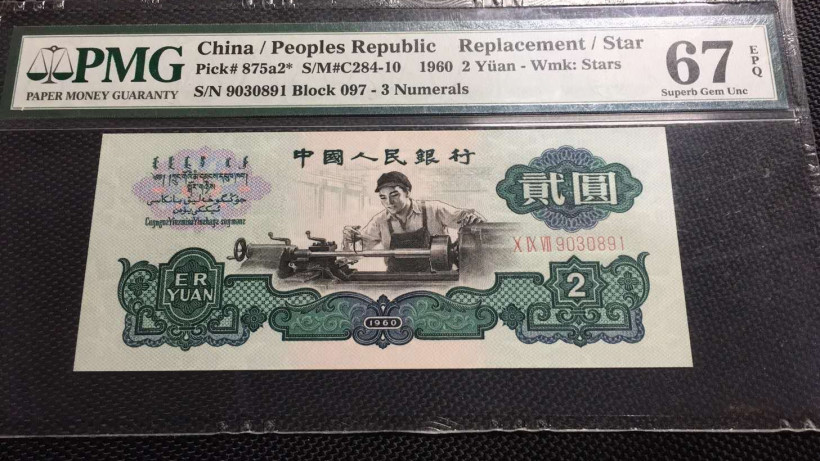 PMG
PAPER MONEY GUARANTY
China / Peoples Republic Replacement / Star
Pick# 875a2* S/M#C284-10 1960 2 Yüan - Wmk: Stars
S/N 9030891 Block 097 - 3 Numerals
67 EPQ
Superb Gem Unc
中國人民銀行
貳圓
X IX VII 9030891
ER
YUAN
2
1960